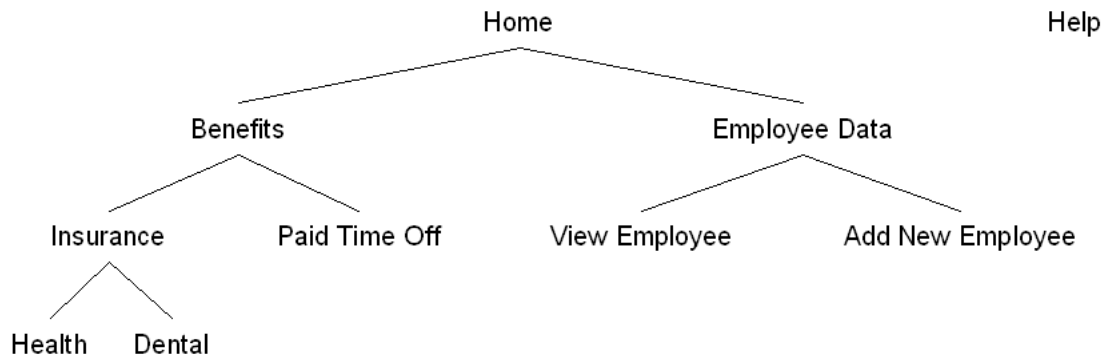 Home
Help
Benefits
Employee Data
Insurance
Paid Time Off
View Employee
Add New Employee
Health
Dental